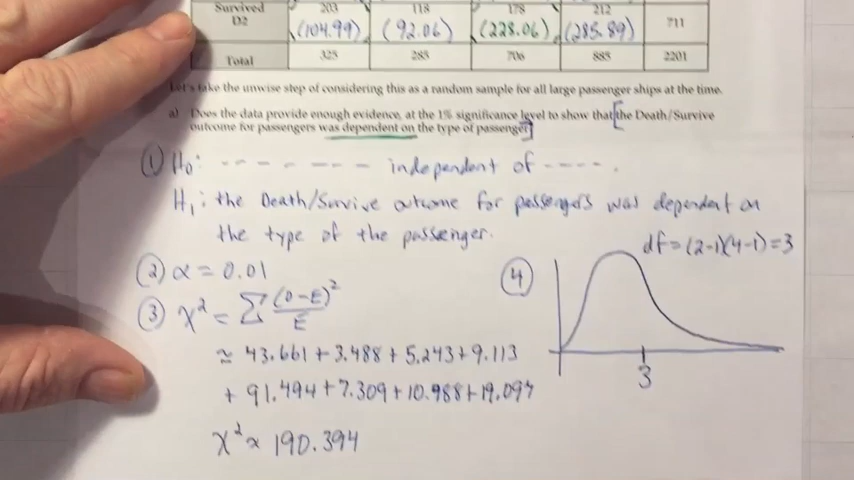 Survived 203 118 178 212
D2 (104.99) (92.06) (228.06) (285.89) 711
Total 325 285 706 885 2201
Let's take the unwise step of considering this as a random sample for all large passenger ships at the time.
a) Does the data provide enough evidence, at the 1% significance level to show that [the Death/Survive
outcome for passengers was dependent on the type of passenger]
① H₀: - - - - - - - independent of - - - - .
H₁: the Death/Survive outcome for passengers was dependent on
the type of the passenger.
② α = 0.01
③ χ² = Σ (O-E)²/E
≈ 43.661 + 3.488 + 5.243 + 9.113
+ 91.494 + 7.309 + 10.988 + 19.097
χ² ≈ 190.394
④ df = (2-1)(4-1) = 3
3